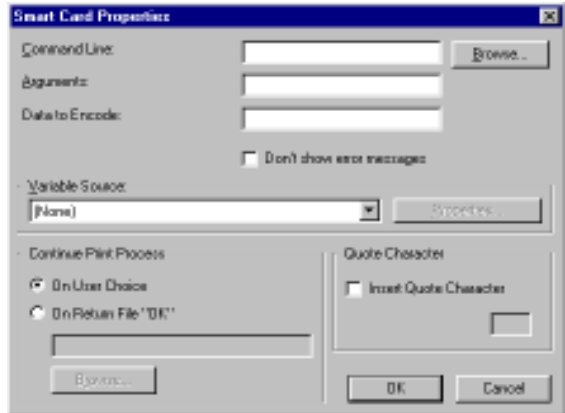 Smart Card Properties
Command Line:
Browse...
Arguments:
Data to Encode:
Don't show error messages
Variable Source:
(None)
Properties...
Continue Print Process
On User Choice
On Return File "OK"
Browse...
Quote Character
Insert Quote Character
OK
Cancel